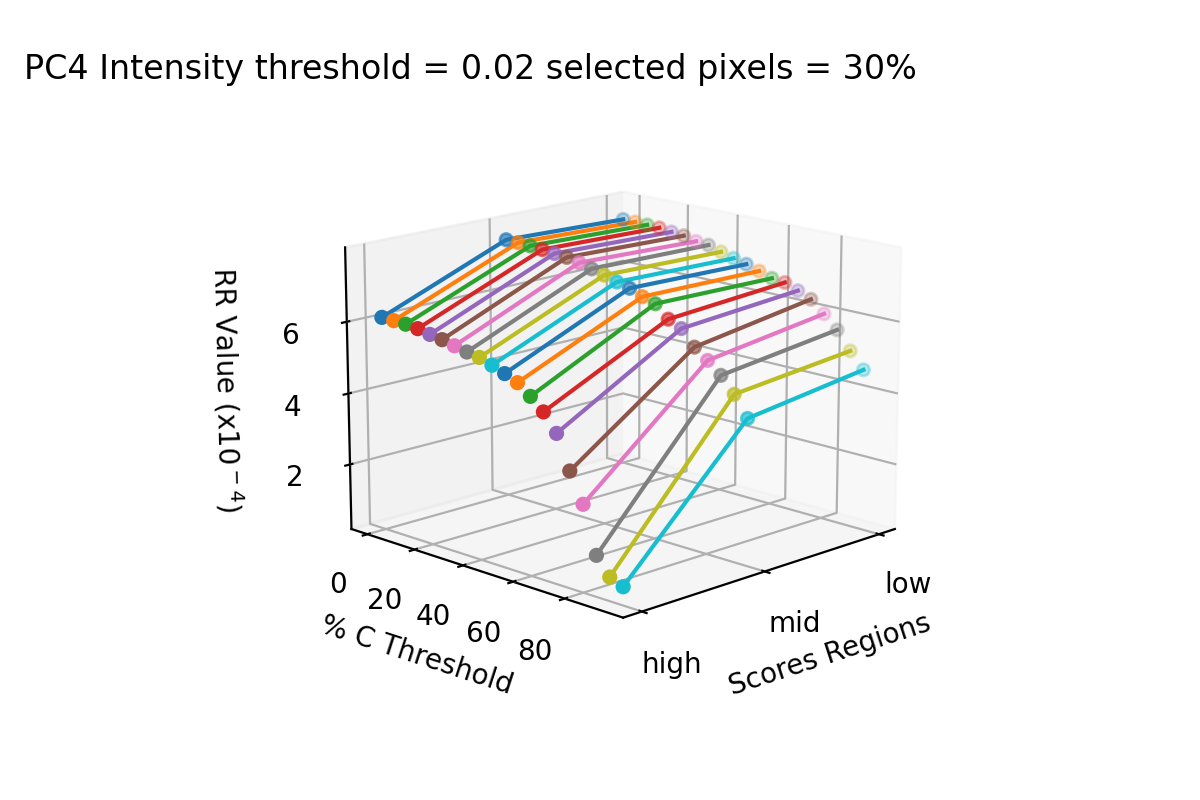 PC4 Intensity threshold = 0.02 selected pixels = 30%
RR Value (x10⁻⁴)
6
4
2
0
20
40
60
80
% C Threshold
high
mid
low
Scores Regions